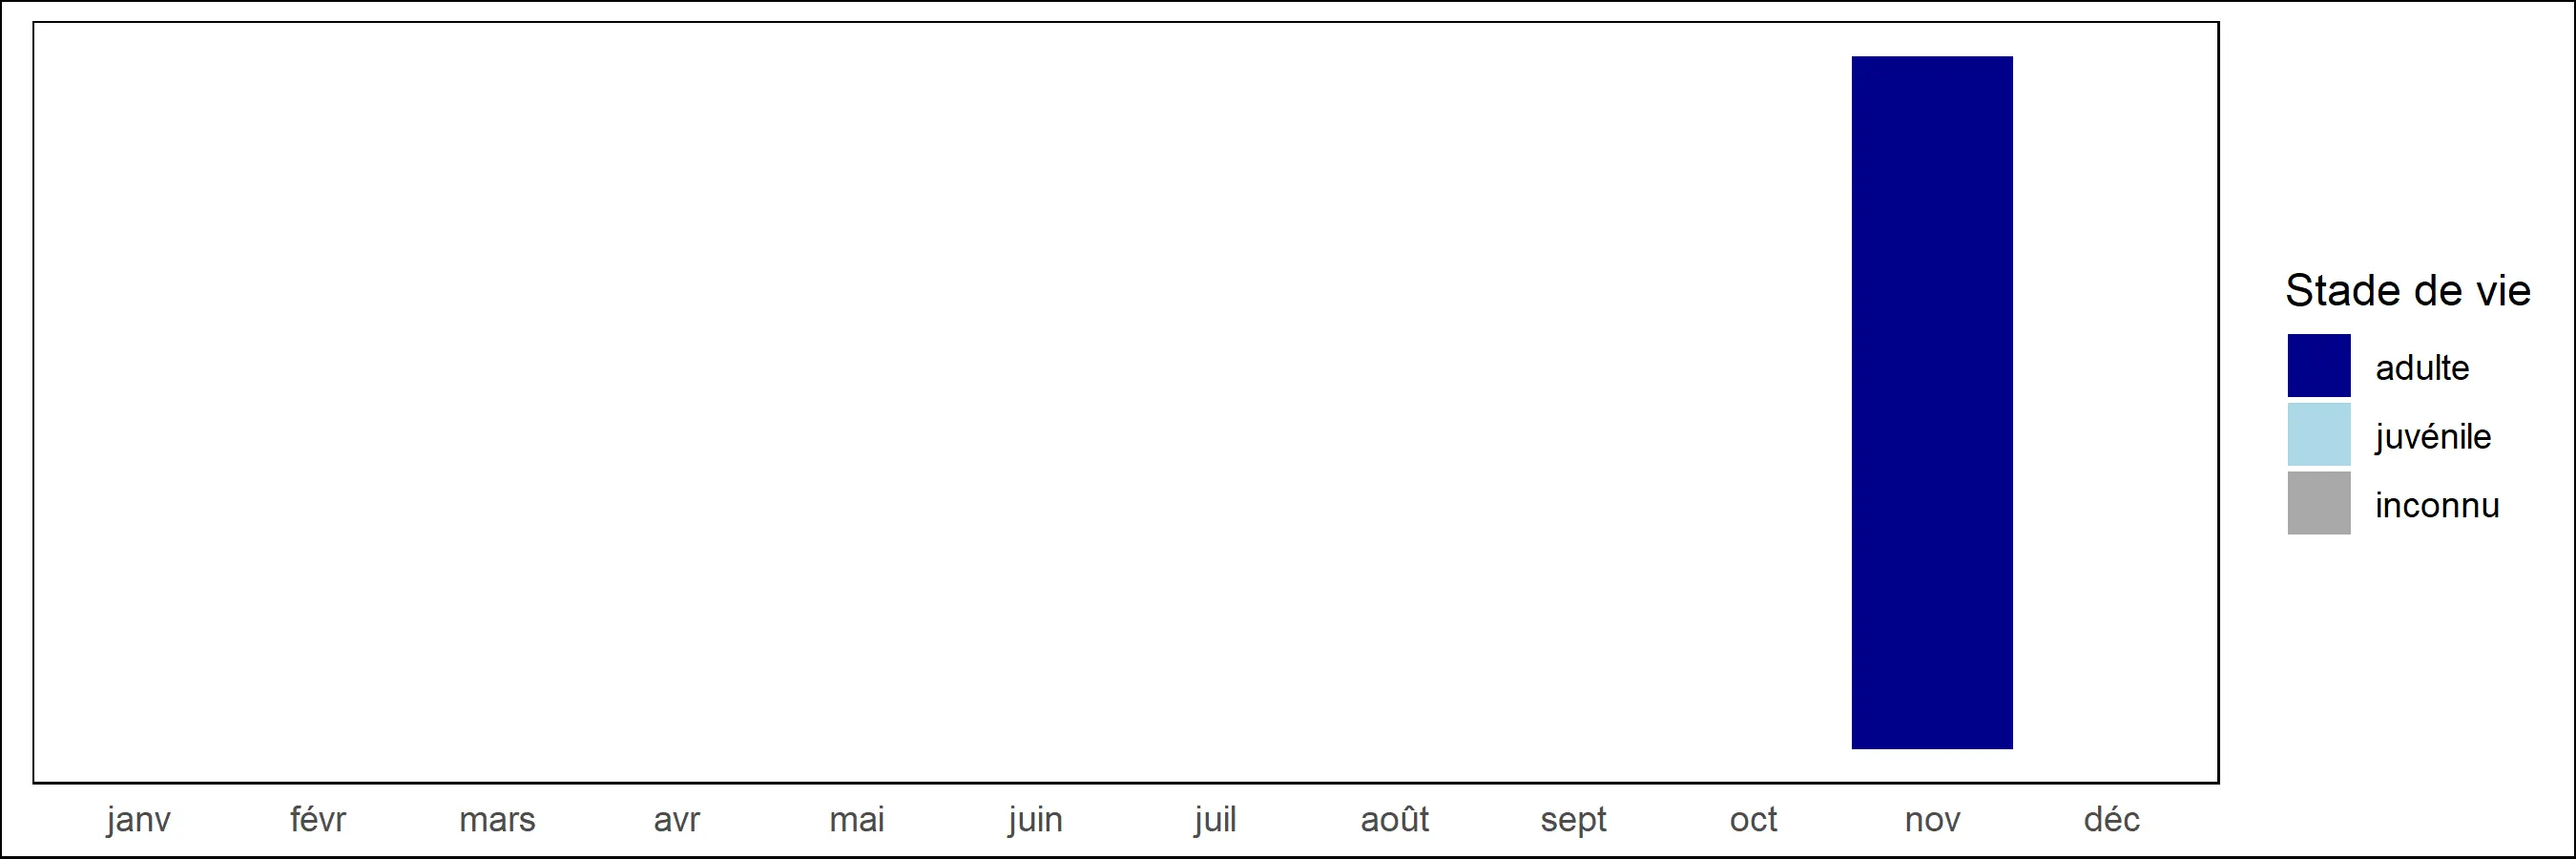 Stade de vie
adulte
juvénile
inconnu
janv févr mars avr mai juin juil août sept oct nov déc